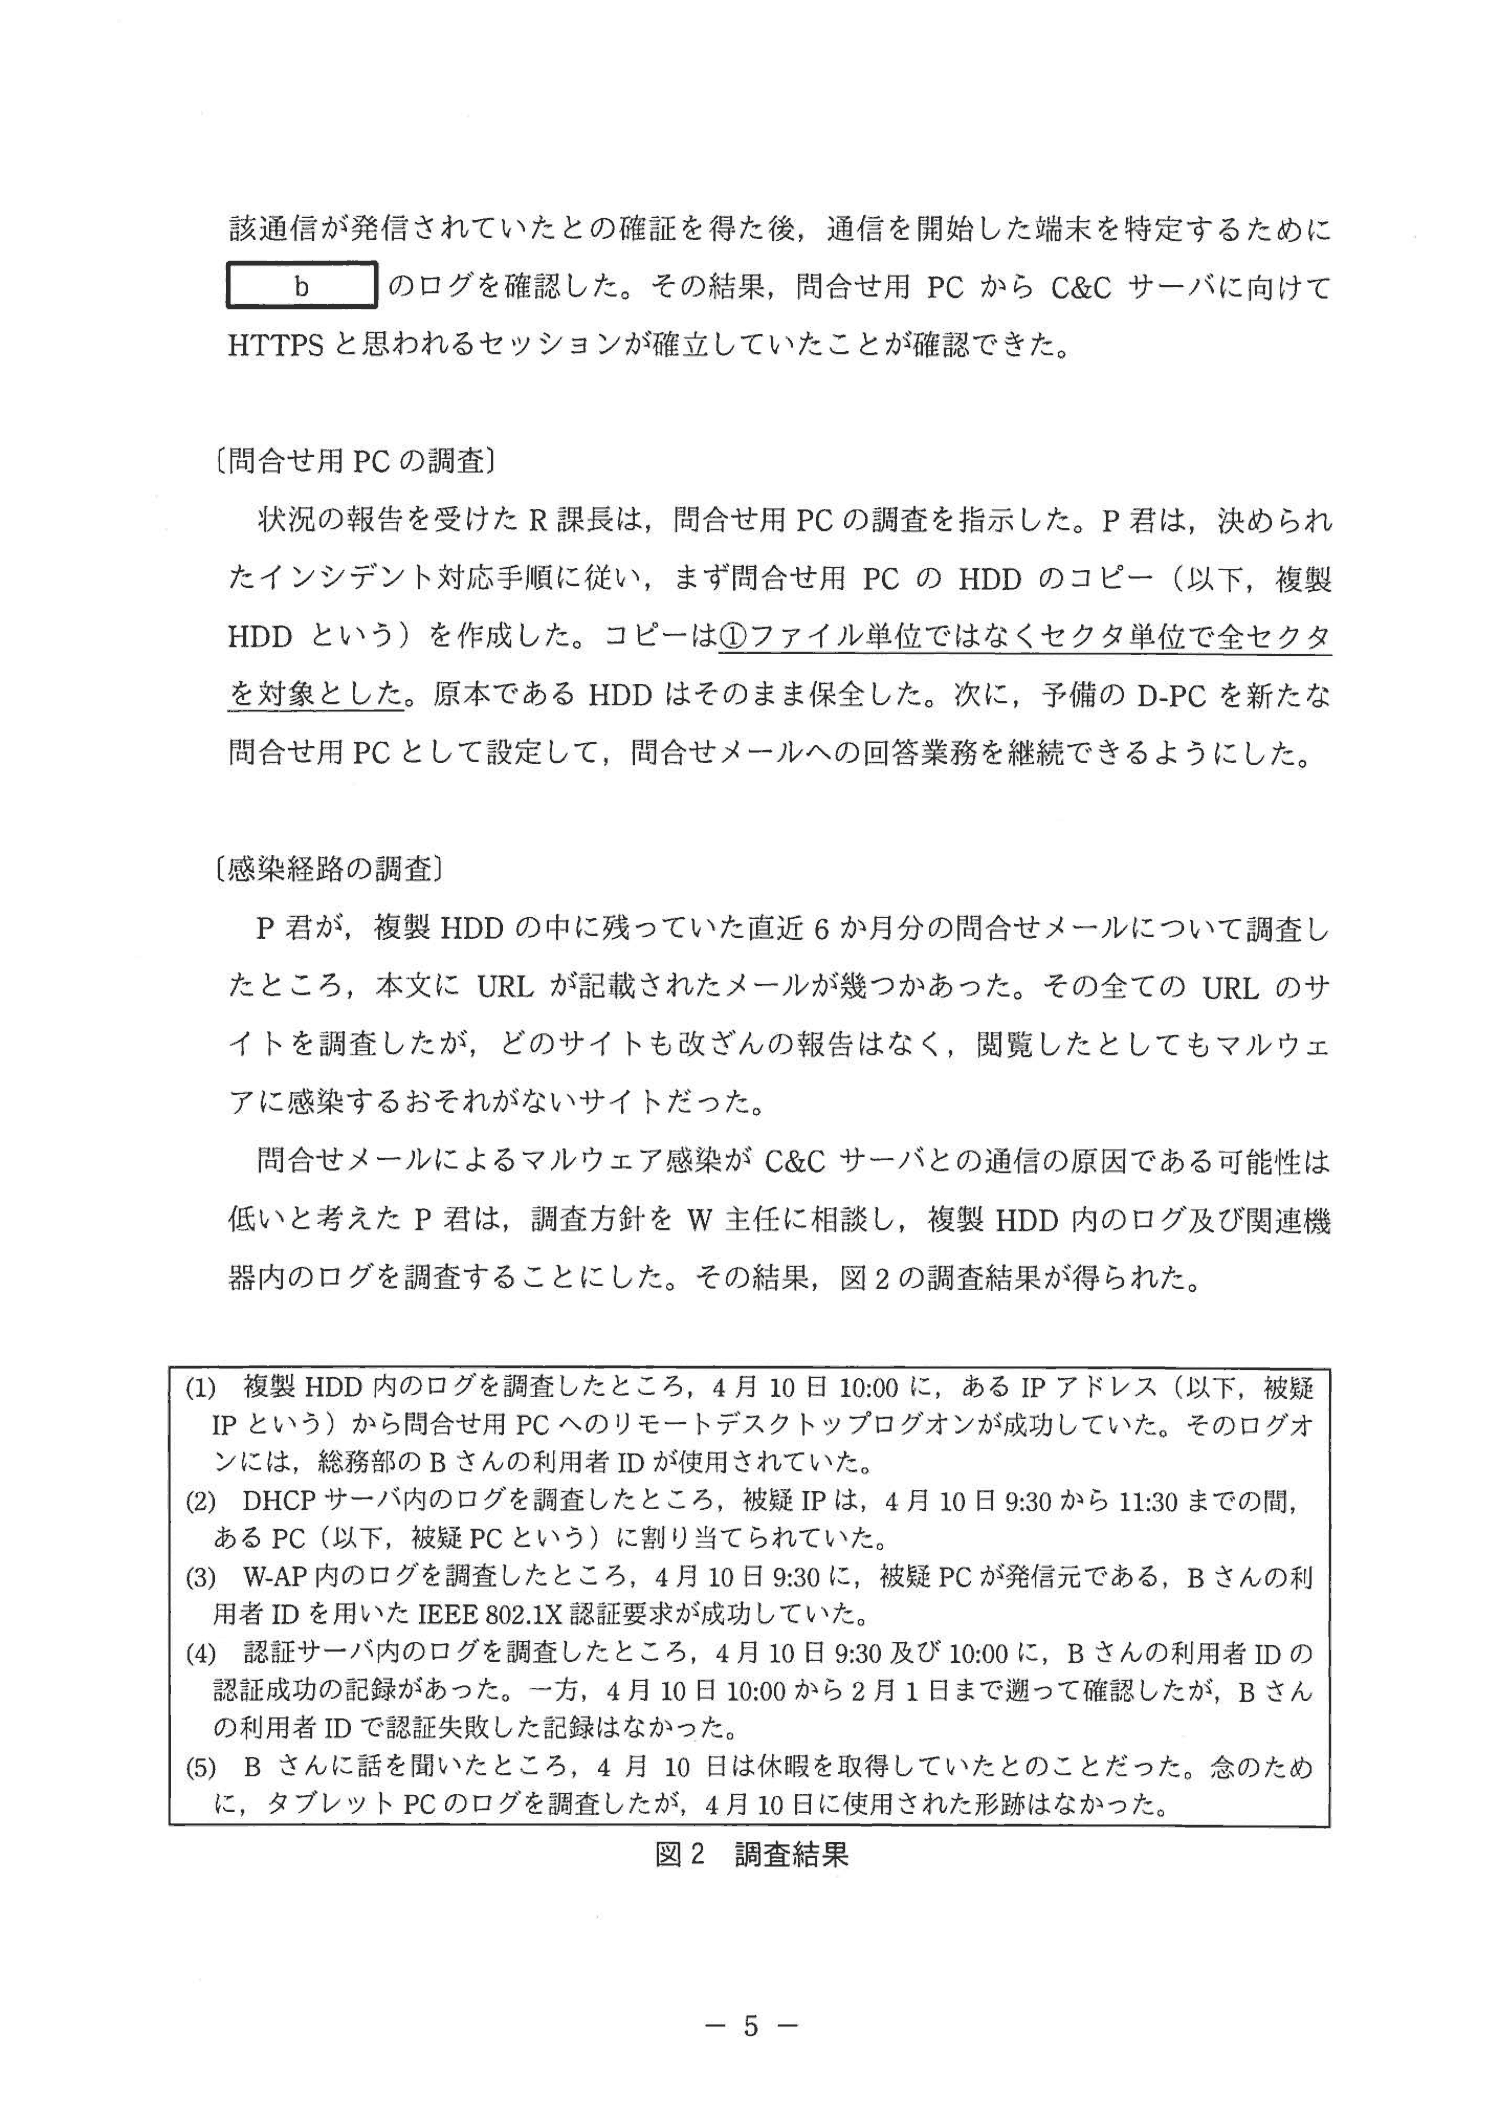 該通信が発信されていたとの確証を得た後，通信を開始した端末を特定するために
b のログを確認した。その結果，問合せ用 PC から C&C サーバに向けて
HTTPS と思われるセッションが確立していたことが確認できた。
〔問合せ用 PC の調査〕
状況の報告を受けた R 課長は，問合せ用 PC の調査を指示した。P 君は，決められ
たインシデント対応手順に従い，まず問合せ用 PC の HDD のコピー（以下，複製
HDD という）を作成した。コピーは①ファイル単位ではなくセクタ単位で全セクタ
を対象とした。原本である HDD はそのまま保全した。次に，予備の D-PC を新たな
問合せ用 PC として設定して，問合せメールへの回答業務を継続できるようにした。
〔感染経路の調査〕
P 君が，複製 HDD の中に残っていた直近 6 か月分の問合せメールについて調査し
たところ，本文に URL が記載されたメールが幾つかあった。その全ての URL のサ
イトを調査したが，どのサイトも改ざんの報告はなく，閲覧したとしてもマルウェ
アに感染するおそれがないサイトだった。
問合せメールによるマルウェア感染が C&C サーバとの通信の原因である可能性は
低いと考えた P 君は，調査方針を W 主任に相談し，複製 HDD 内のログ及び関連機
器内のログを調査することにした。その結果，図 2 の調査結果が得られた。
(1) 複製 HDD 内のログを調査したところ，4 月 10 日 10:00 に，ある IP アドレス（以下，被疑
IP という）から問合せ用 PC へのリモートデスクトップログオンが成功していた。そのログオ
ンには，総務部の B さんの利用者 ID が使用されていた。
(2) DHCP サーバ内のログを調査したところ，被疑 IP は，4 月 10 日 9:30 から 11:30 までの間，
ある PC（以下，被疑 PC という）に割り当てられていた。
(3) W-AP 内のログを調査したところ，4 月 10 日 9:30 に，被疑 PC が発信元である，B さんの利
用者 ID を用いた IEEE 802.1X 認証要求が成功していた。
(4) 認証サーバ内のログを調査したところ，4 月 10 日 9:30 及び 10:00 に，B さんの利用者 ID の
認証成功の記録があった。一方，4 月 10 日 10:00 から 2 月 1 日まで遡って確認したが，B さん
の利用者 ID で認証失敗した記録はなかった。
(5) B さんに話を聞いたところ，4 月 10 日は休暇を取得していたとのことだった。念のため
に，タブレット PC のログを調査したが，4 月 10 日に使用された形跡はなかった。
図 2 調査結果
－ 5 －